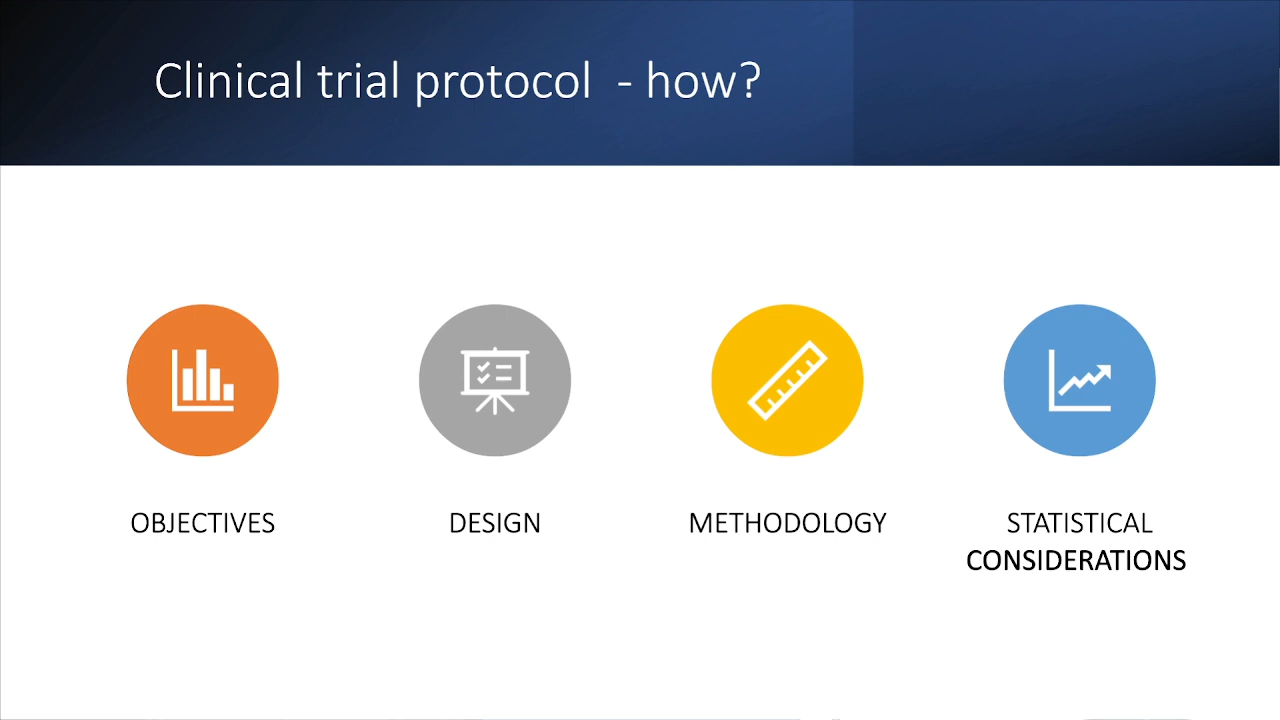 Clinical trial protocol - how?
OBJECTIVES
DESIGN
METHODOLOGY
STATISTICAL
CONSIDERATIONS